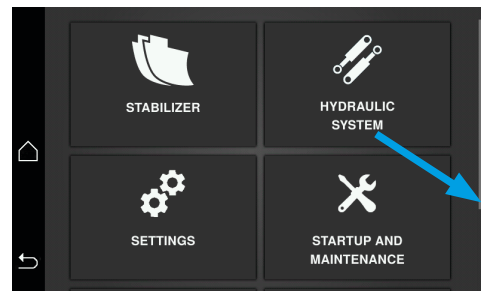 STABILIZER
HYDRAULIC
SYSTEM
SETTINGS
STARTUP AND
MAINTENANCE